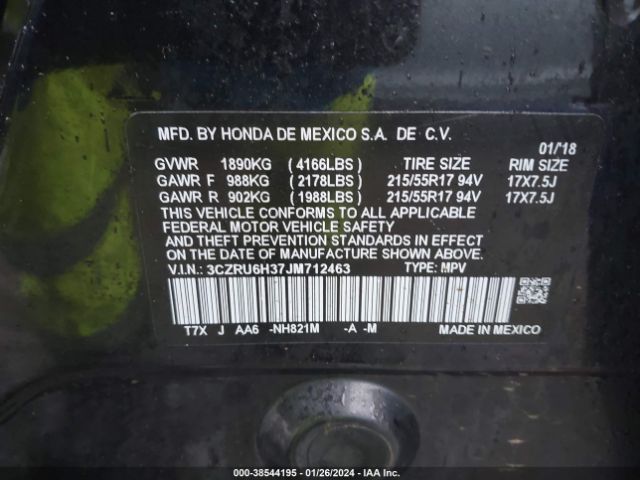 MFD. BY HONDA DE MEXICO S.A. DE C.V.
01/'18
GVWR 1890KG (4166LBS) TIRE SIZE RIM SIZE
GAWR F 988KG (2178LBS) 215/55R17 94V 17X7.5J
GAWR R 902KG (1988LBS) 215/55R17 94V 17X7.5J
THIS VEHICLE CONFORMS TO ALL APPLICABLE
FEDERAL MOTOR VEHICLE SAFETY
AND THEFT PREVENTION STANDARDS IN EFFECT
ON THE DATE OF MANUFACTURE SHOWN ABOVE.
V.I.N.: 3CZRU6H37JM712463 TYPE: MPV
T7X J AA6 -NH821M -A -M MADE IN MEXICO
000-38544195 - 01/26/2024 - IAA Inc.